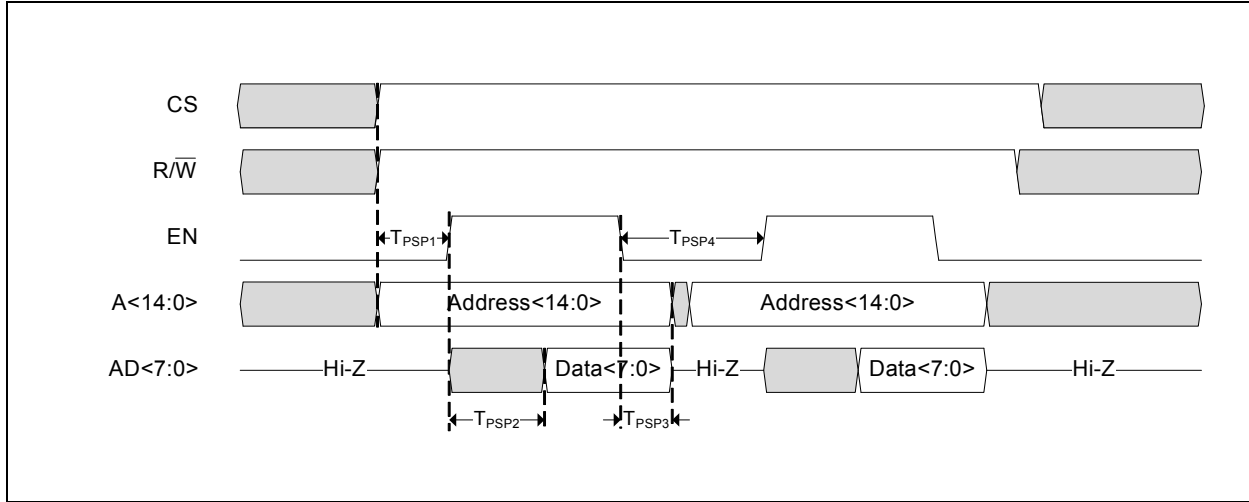 CS
R/W̅
EN
TPSP1
TPSP4
A<14:0>
Address<14:0>
Address<14:0>
AD<7:0>
Hi-Z
Data<7:0>
Hi-Z
Data<7:0>
Hi-Z
TPSP2
TPSP3